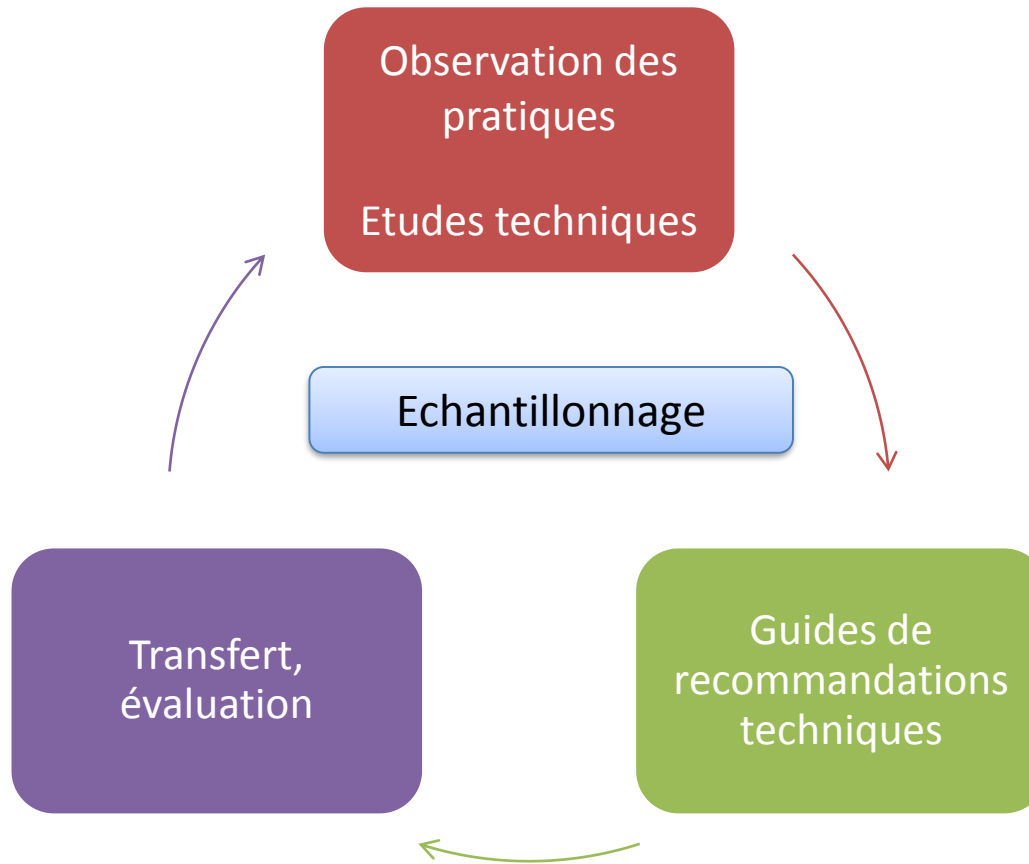 Observation des
pratiques
Etudes techniques
Echantillonnage
Transfert,
évaluation
Guides de
recommandations
techniques